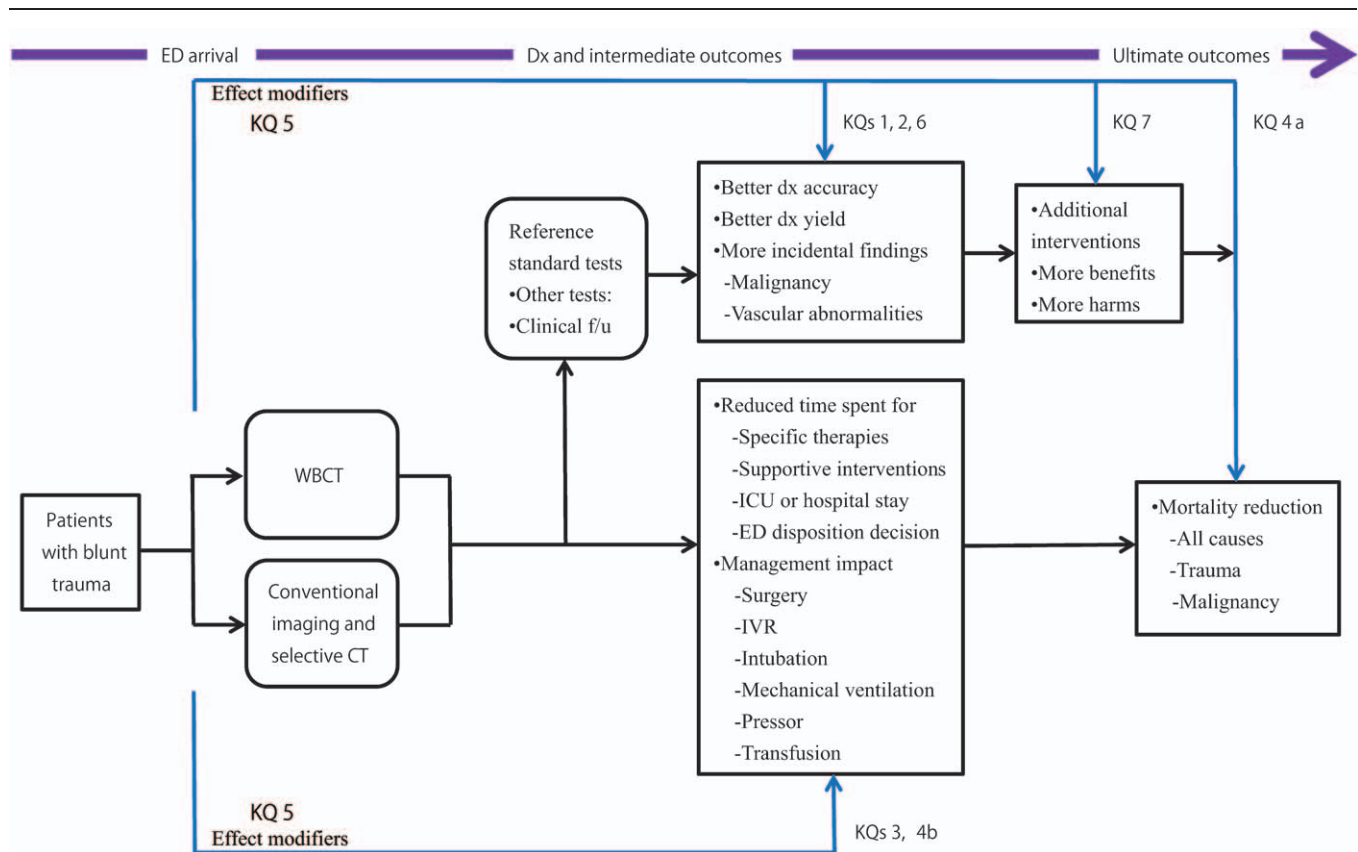 ED arrival
Dx and intermediate outcomes
Ultimate outcomes
Effect modifiers
KQ 5
KQs 1, 2, 6
KQ 7
KQ 4 a
Reference
standard tests
•Other tests:
•Clinical f/u
•Better dx accuracy
•Better dx yield
•More incidental findings
-Malignancy
-Vascular abnormalities
•Additional
interventions
•More benefits
•More harms
Patients
with blunt
trauma
WBCT
Conventional
imaging and
selective CT
•Reduced time spent for
-Specific therapies
-Supportive interventions
-ICU or hospital stay
-ED disposition decision
•Management impact
-Surgery
-IVR
-Intubation
-Mechanical ventilation
-Pressor
-Transfusion
•Mortality reduction
-All causes
-Trauma
-Malignancy
KQ 5
Effect modifiers
KQs 3, 4b